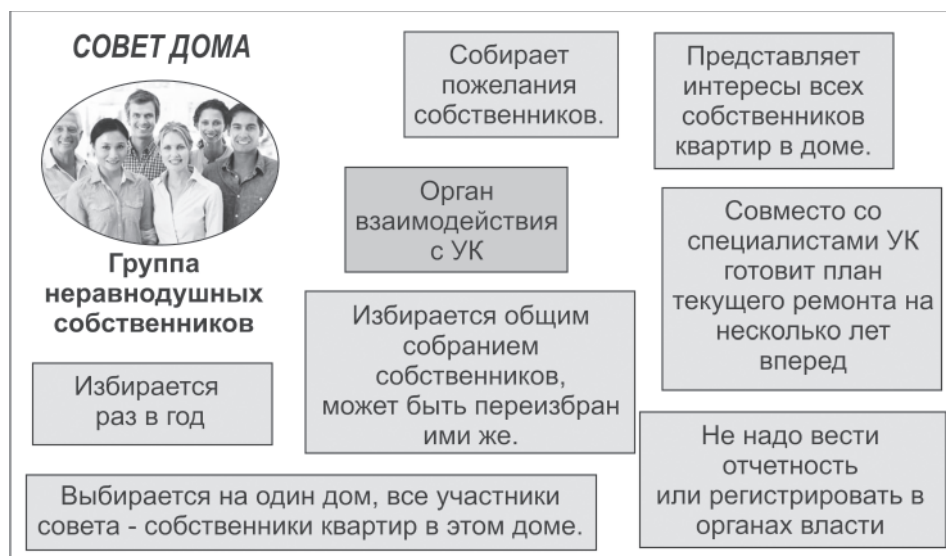 СОВЕТ ДОМА
Группа
неравнодушных
собственников
Собирает
пожелания
собственников.
Представляет
интересы всех
собственников
квартир в доме.
Орган
взаимодействия
с УК
Совместо со
специалистами УК
готовит план
текущего ремонта на
несколько лет
вперед
Избирается общим
собранием
собственников,
может быть переизбран
ими же.
Избирается
раз в год
Не надо вести
отчетность
или регистрировать в
органах власти
Выбирается на один дом, все участники
совета - собственники квартир в этом доме.